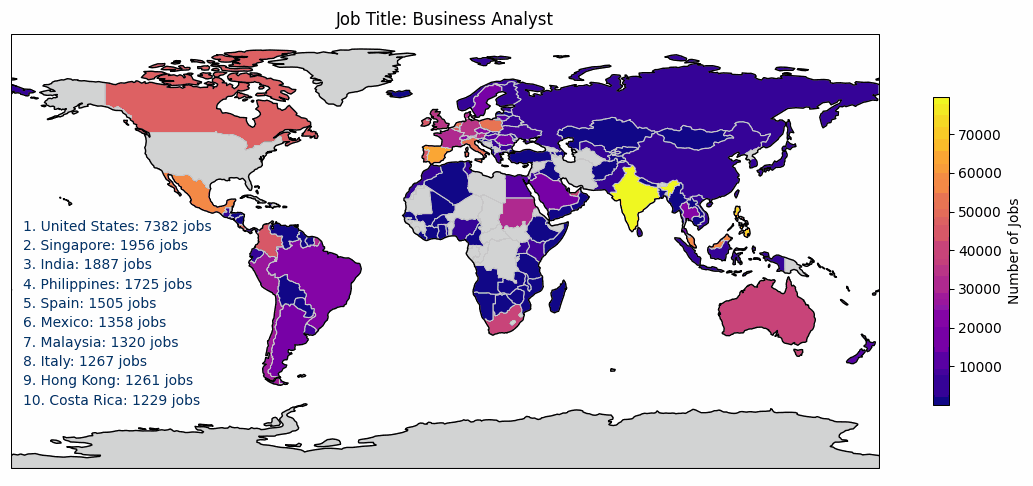 Job Title: Business Analyst
1. United States: 7382 jobs
2. Singapore: 1956 jobs
3. India: 1887 jobs
4. Philippines: 1725 jobs
5. Spain: 1505 jobs
6. Mexico: 1358 jobs
7. Malaysia: 1320 jobs
8. Italy: 1267 jobs
9. Hong Kong: 1261 jobs
10. Costa Rica: 1229 jobs
70000
60000
50000
40000
30000
20000
10000
Number of Jobs